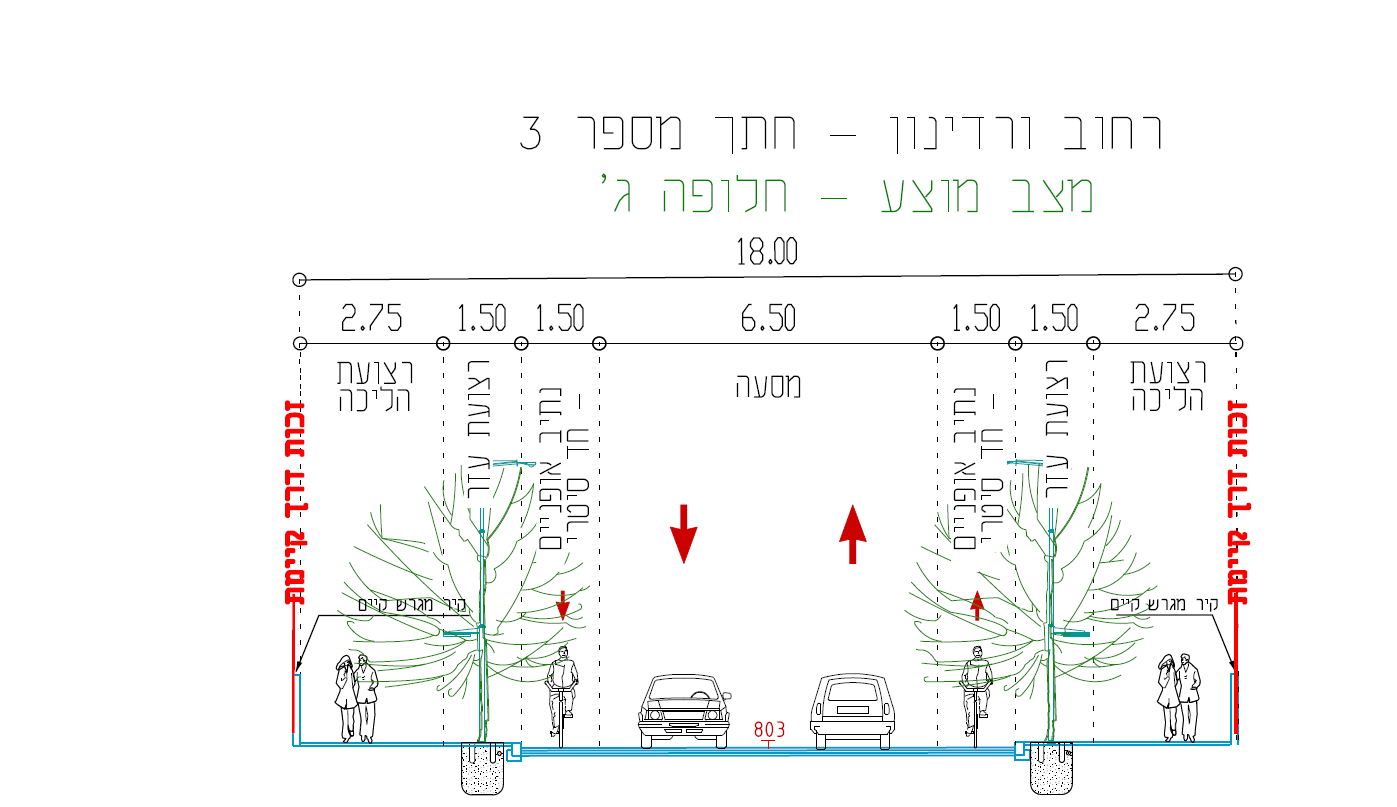 רחוב ורדינון - חתך מספר 3
מצב מוצע - חלופה ג'
18.00
2.75
1.50
1.50
6.50
1.50
1.50
2.75
רצועת
הליכה
רצועת עזר
נתיב אופניים
- חד סיטרי
מסעה
נתיב אופניים
- חד סיטרי
רצועת עזר
רצועת
הליכה
זכות דרך קיימת
זכות דרך קיימת
קיר מגרש קיים
קיר מגרש קיים
803